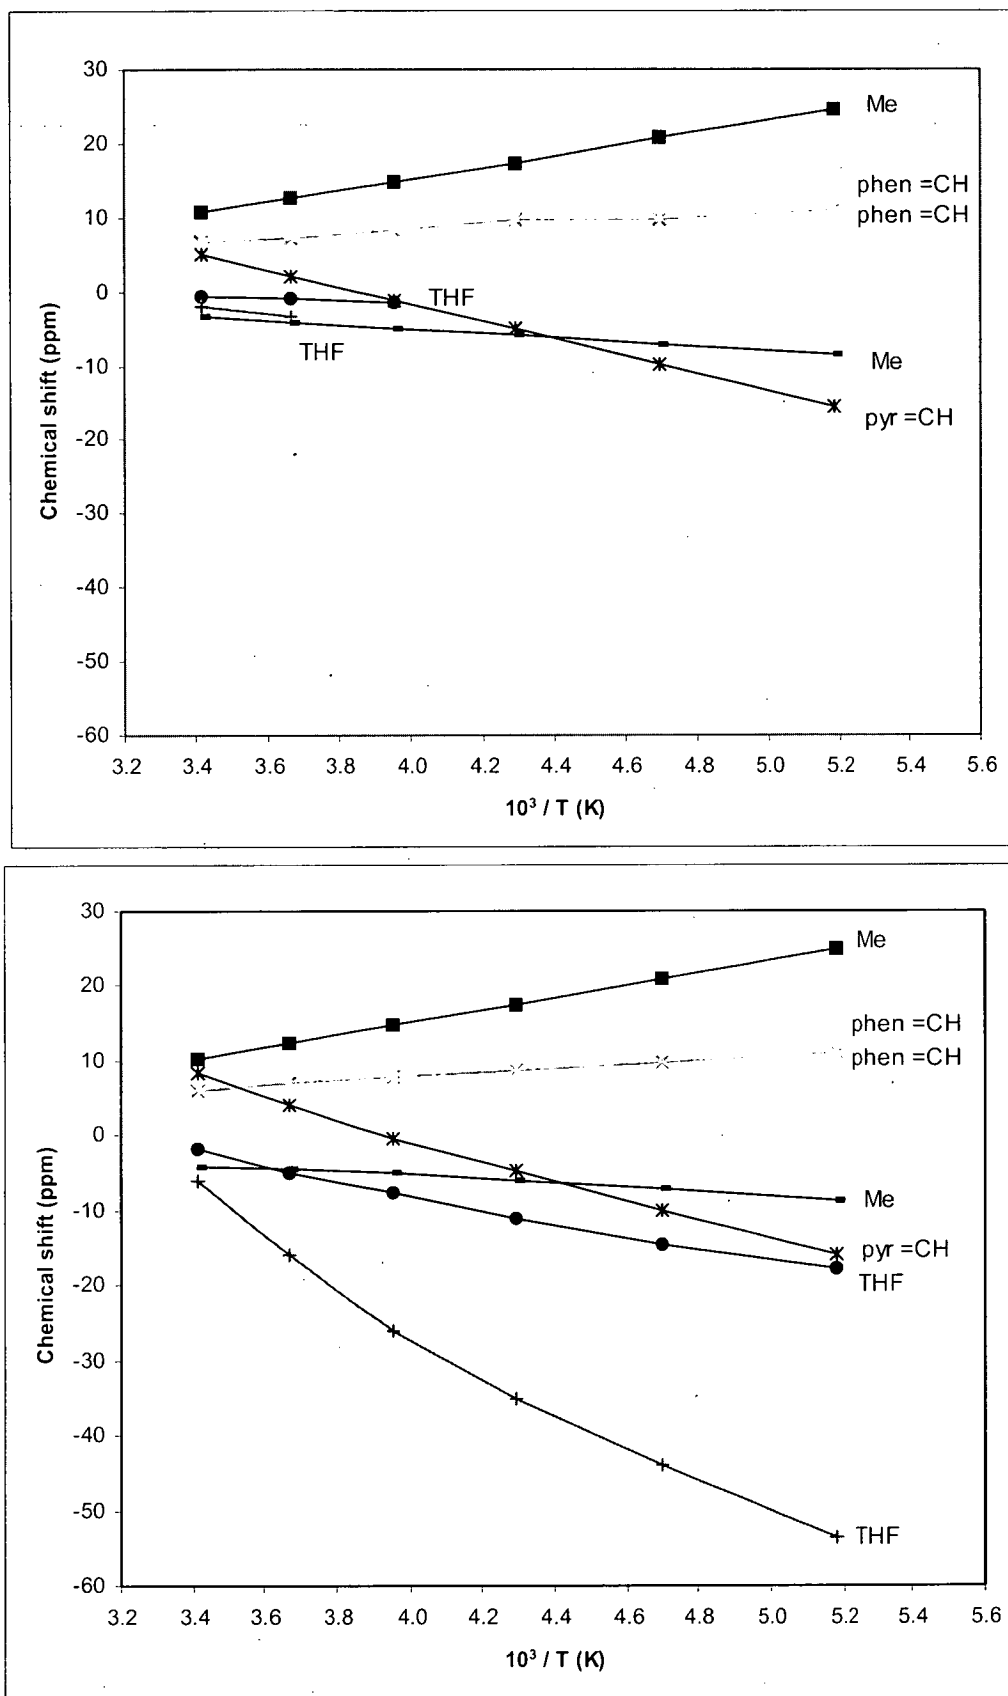 30
Me
20
phen =CH
phen =CH
10
0
THF
THF
-10
Me
pyr =CH
-20
-30
-40
-50
-60
Chemical shift (ppm)
3.2 3.4 3.6 3.8 4.0 4.2 4.4 4.6 4.8 5.0 5.2 5.4 5.6
10³ / T (K)
30
Me
20
phen =CH
phen =CH
10
0
Me
-10
pyr =CH
THF
-20
-30
-40
-50
THF
-60
Chemical shift (ppm)
3.2 3.4 3.6 3.8 4.0 4.2 4.4 4.6 4.8 5.0 5.2 5.4 5.6
10³ / T (K)